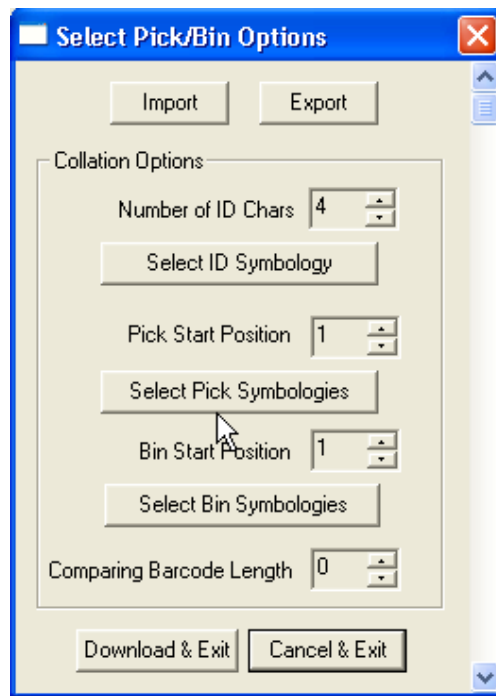 Select Pick/Bin Options
Import Export
Collation Options
Number of ID Chars 4
Select ID Symbology
Pick Start Position 1
Select Pick Symbologies
Bin Start Position 1
Select Bin Symbologies
Comparing Barcode Length 0
Download & Exit Cancel & Exit